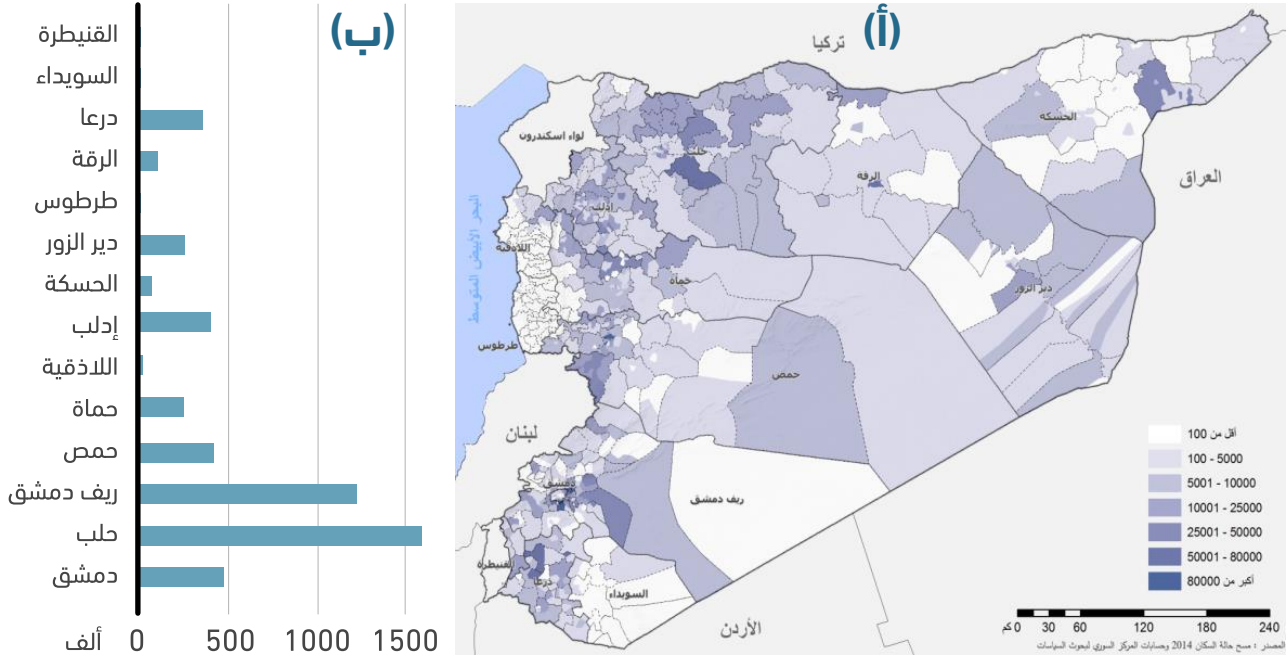 (ب)
القنيطرة
السويداء
درعا
الرقة
طرطوس
دير الزور
الحسكة
إدلب
اللاذقية
حماة
حمص
ريف دمشق
حلب
دمشق
ألف 0 500 1000 1500
(أ)
تركيا
لواء اسكندرون
البحر الأبيض المتوسط
الحسكة
العراق
حلب
الرقة
إدلب
اللاذقية
حماة
دير الزور
طرطوس
حمص
لبنان
دمشق
ريف دمشق
القنيطرة
درعا
السويداء
الأردن
أقل من 100
100 - 5000
5001 - 10000
10001 - 25000
25001 - 50000
50001 - 80000
أكبر من 80000
كم 0 30 60 120 180 240
المصدر : مسح حالة السكان 2014 وحسابات المركز السوري لبحوث السياسات